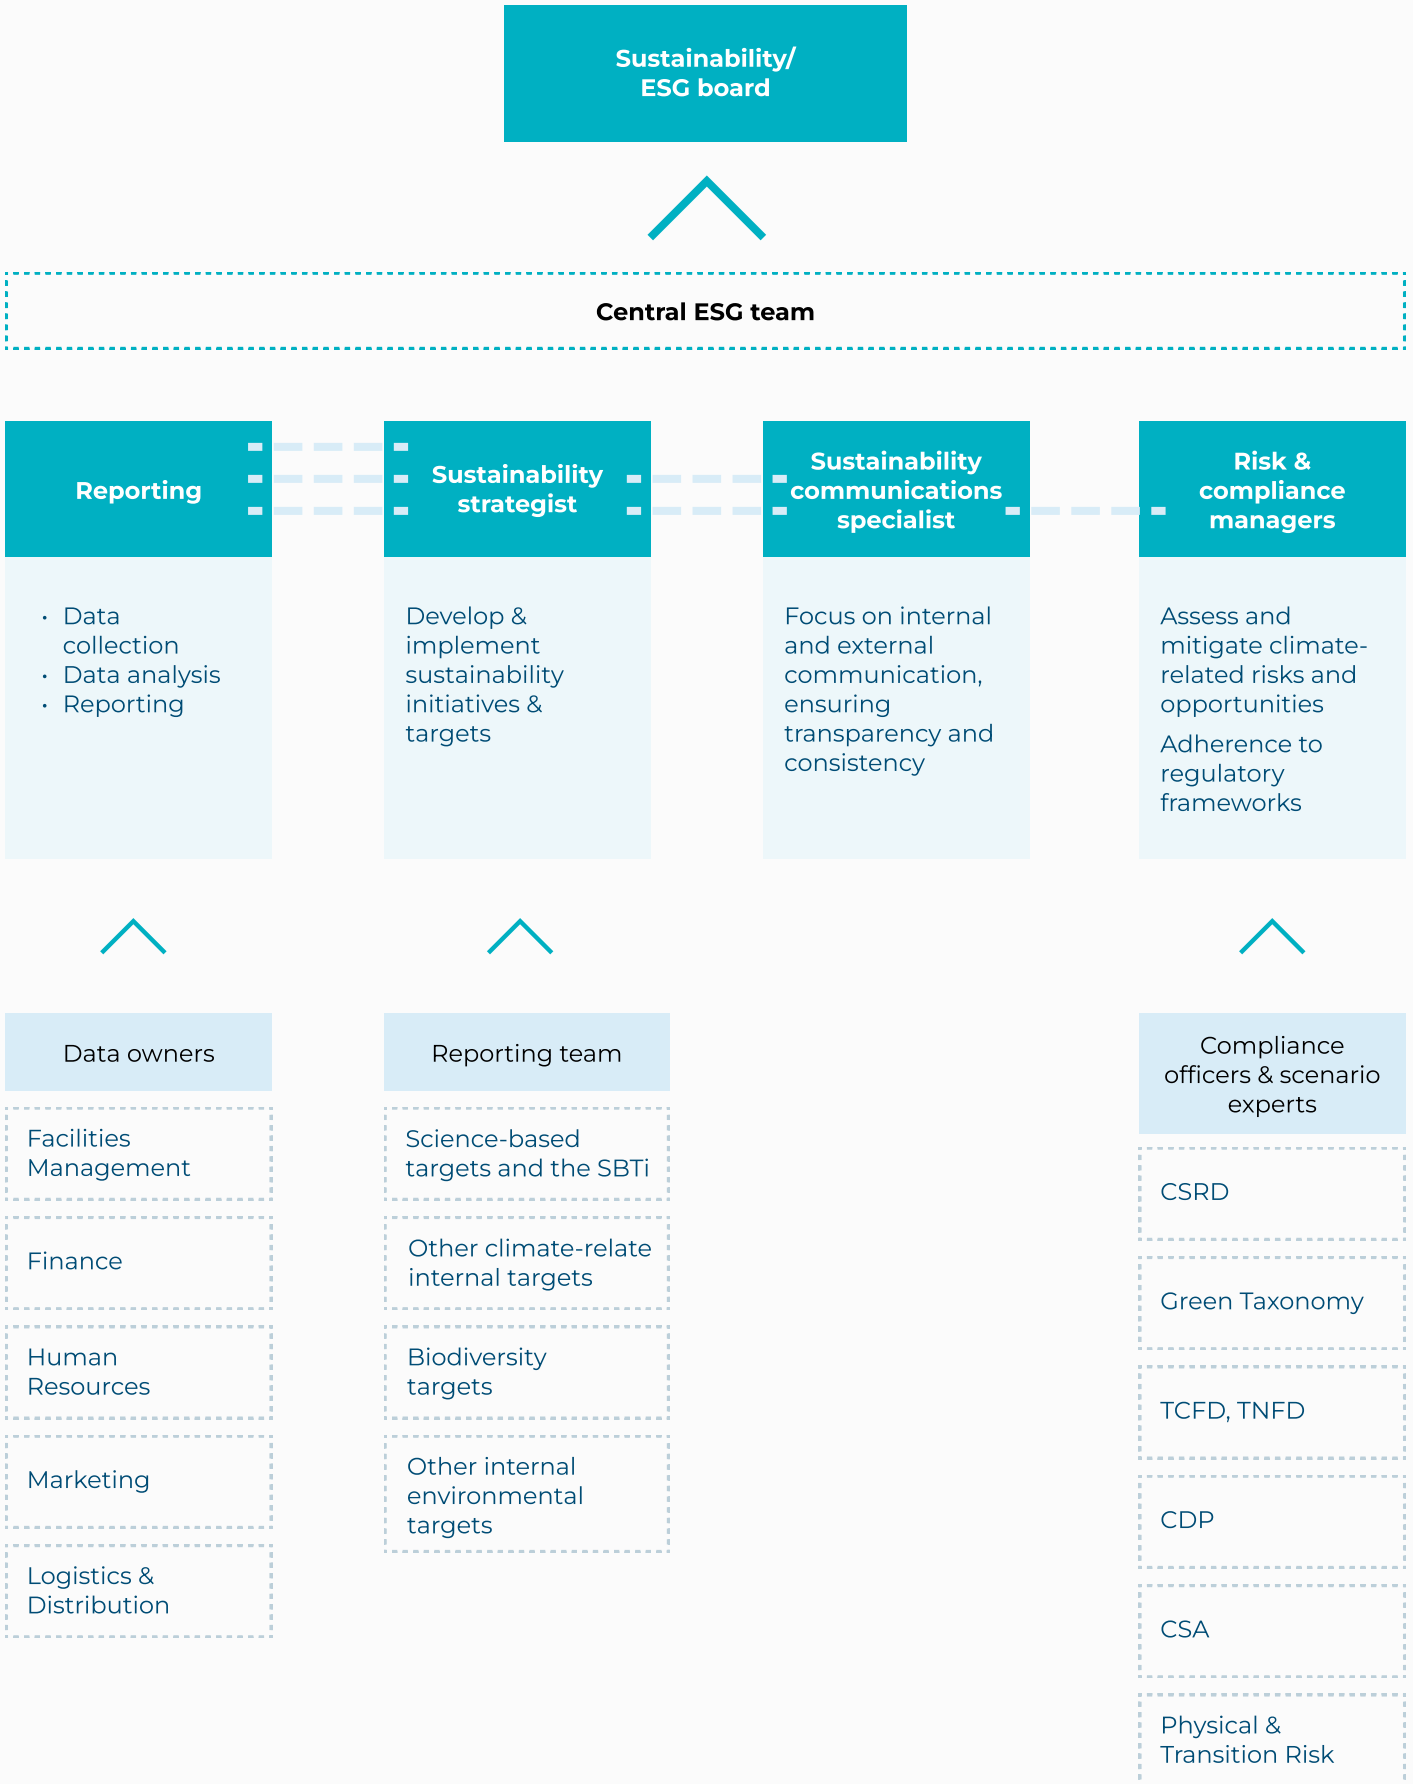 Sustainability/
ESG board
Central ESG team
Reporting
Sustainability
strategist
Sustainability
communications
specialist
Risk &
compliance
managers
• Data
collection
• Data analysis
• Reporting
Develop &
implement
sustainability
initiatives &
targets
Focus on internal
and external
communication,
ensuring
transparency and
consistency
Assess and
mitigate climate-
related risks and
opportunities
Adherence to
regulatory
frameworks
Data owners
Facilities
Management
Finance
Human
Resources
Marketing
Logistics &
Distribution
Reporting team
Science-based
targets and the SBTi
Other climate-relate
internal targets
Biodiversity
targets
Other internal
environmental
targets
Compliance
officers & scenario
experts
CSRD
Green Taxonomy
TCFD, TNFD
CDP
CSA
Physical &
Transition Risk